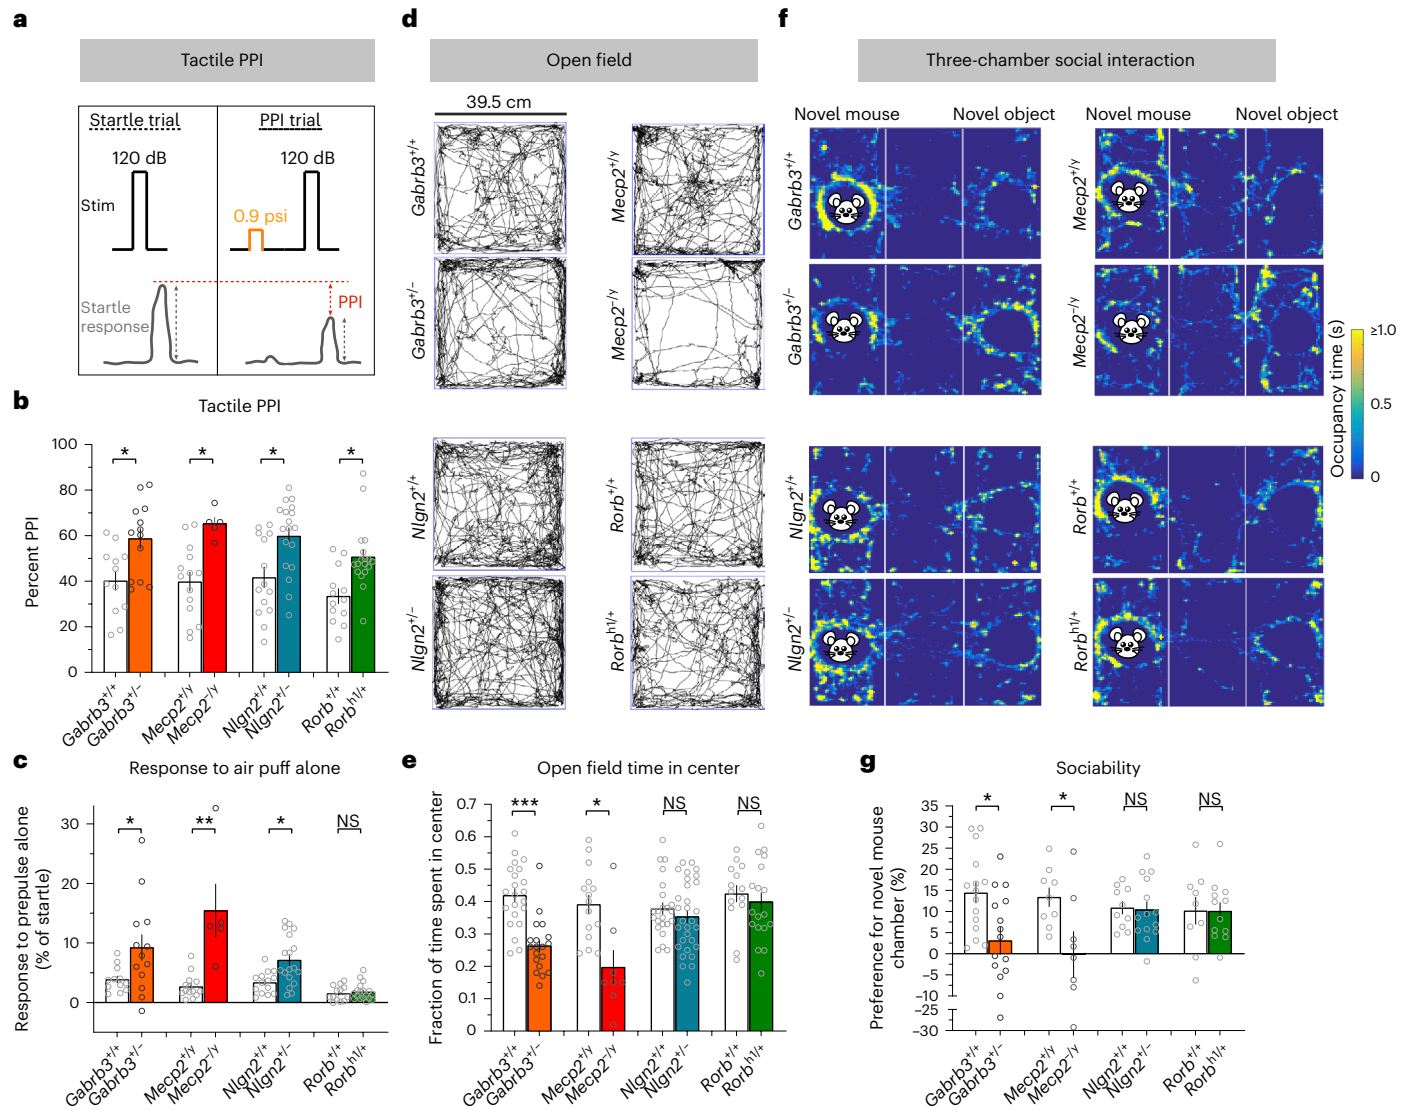 a
Tactile PPI
Startle trial
PPI trial
120 dB
120 dB
Stim
0.9 psi
Startle
response
PPI
b
Tactile PPI
Percent PPI
100
80
60
40
20
0
*
*
*
*
Gabrb3+/+
Gabrb3+/−
Mecp2+/y
Mecp2−/y
Nlgn2+/+
Nlgn2+/−
Rorb+/+
Rorbh1/+
c
Response to air puff alone
Response to prepulse alone
(% of startle)
30
20
10
0
*
**
*
NS
Gabrb3+/+
Gabrb3+/−
Mecp2+/y
Mecp2−/y
Nlgn2+/+
Nlgn2+/−
Rorb+/+
Rorbh1/+
d
Open field
39.5 cm
Gabrb3+/+
Mecp2+/y
Gabrb3+/−
Mecp2−/y
Nlgn2+/+
Rorb+/+
Nlgn2+/−
Rorbh1/+
e
Open field time in center
Fraction of time spent in center
0.7
0.6
0.5
0.4
0.3
0.2
0.1
0
***
*
NS
NS
Gabrb3+/+
Gabrb3+/−
Mecp2+/y
Mecp2−/y
Nlgn2+/+
Nlgn2+/−
Rorb+/+
Rorbh1/+
f
Three-chamber social interaction
Novel mouse
Novel object
Novel mouse
Novel object
Gabrb3+/+
Mecp2+/y
Gabrb3+/−
Mecp2−/y
Nlgn2+/+
Rorb+/+
Nlgn2+/−
Rorbh1/+
Occupancy time (s)
≥1.0
0.5
0
g
Sociability
Preference for novel mouse
chamber (%)
35
30
25
20
15
10
5
0
−5
−10
−25
−30
*
*
NS
NS
Gabrb3+/+
Gabrb3+/−
Mecp2+/y
Mecp2−/y
Nlgn2+/+
Nlgn2+/−
Rorb+/+
Rorbh1/+